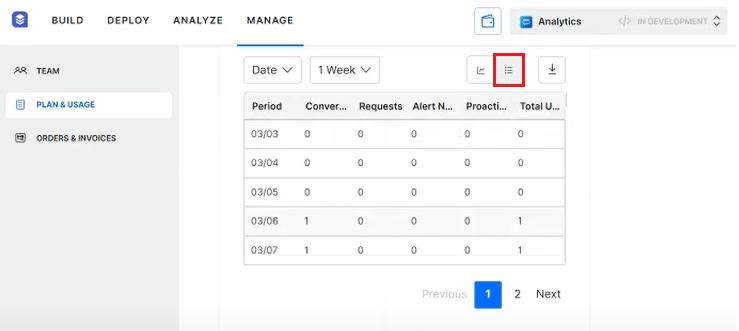 BUILD DEPLOY ANALYZE MANAGE Analytics </> IN DEVELOPMENT
TEAM
PLAN & USAGE
ORDERS & INVOICES
Date 1 Week
Period Conver... Requests Alert N... Proacti... Total U...
03/03 0 0 0 0 0
03/04 0 0 0 0 0
03/05 0 0 0 0 0
03/06 1 0 0 0 1
03/07 1 0 0 0 1
Previous 1 2 Next